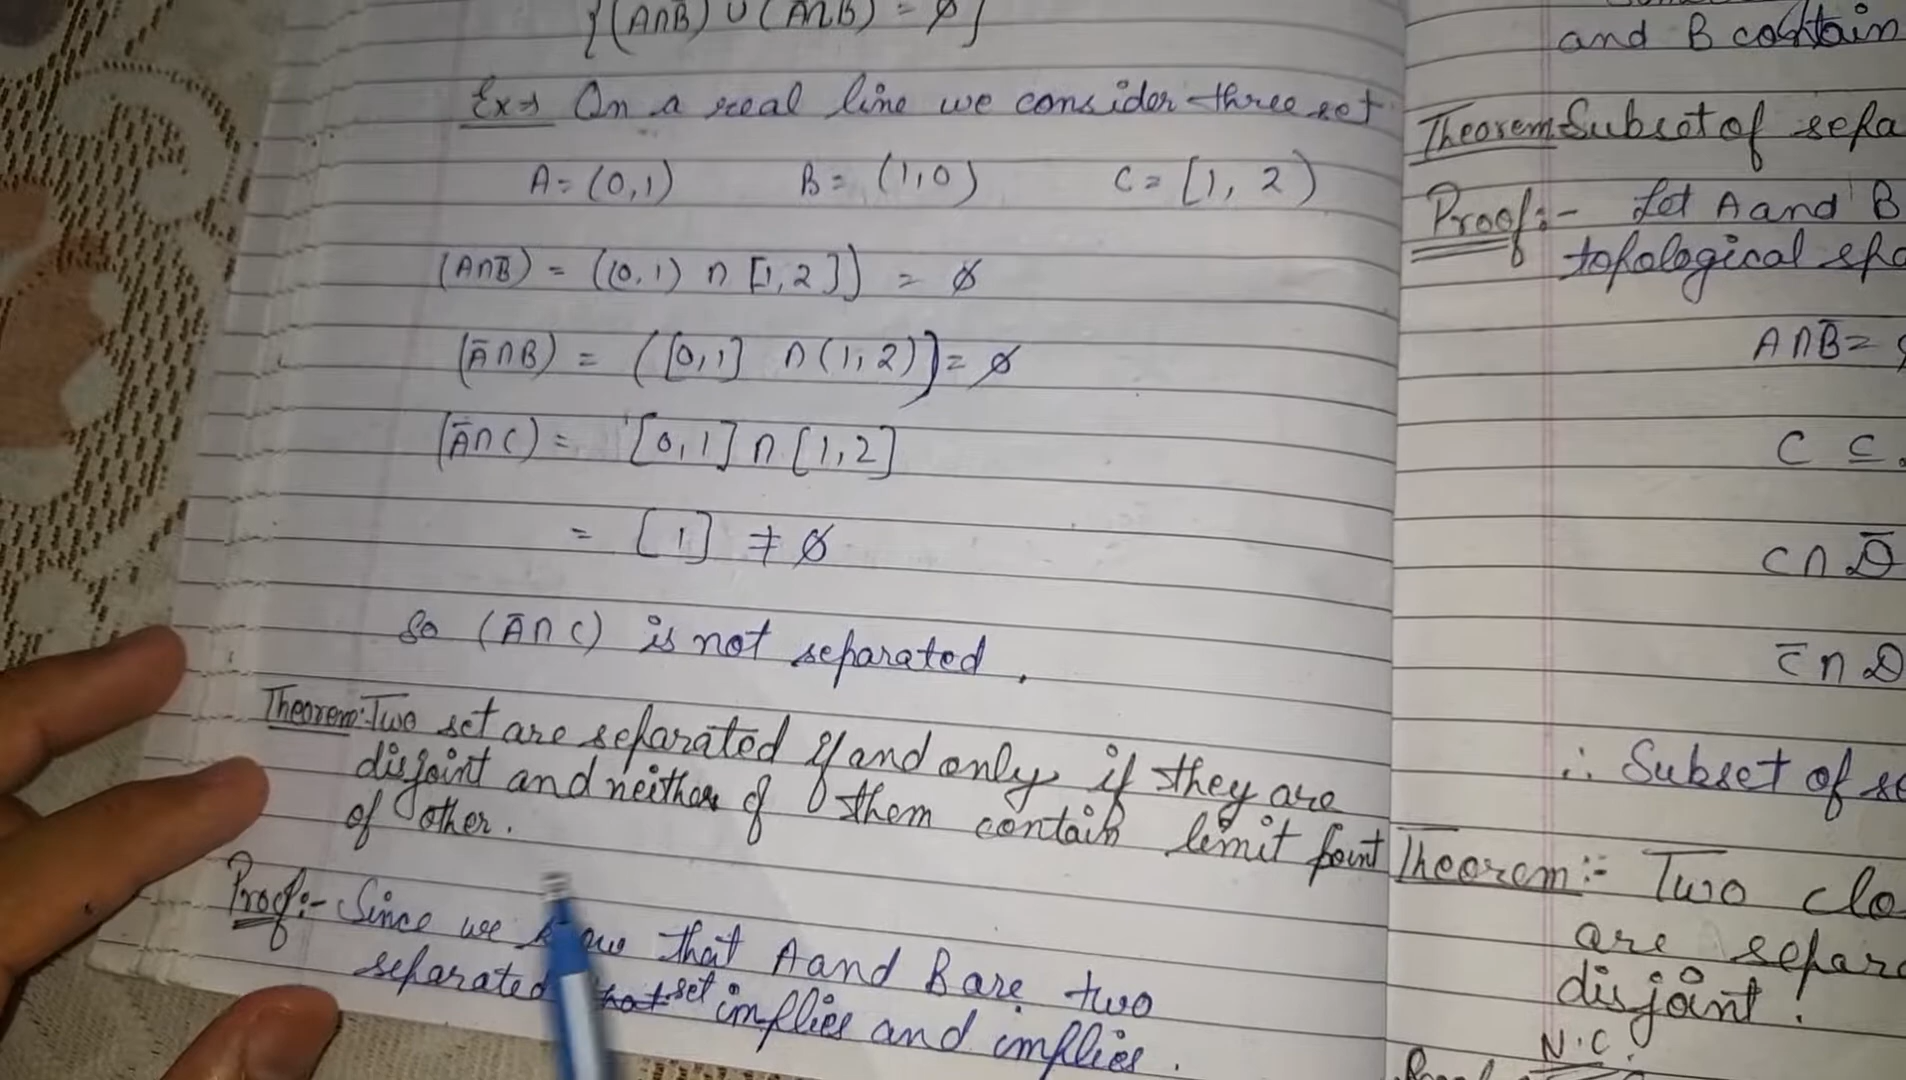 {(A∩B̄) ∪ (Ā∩B) = ∅}
Ex→ On a real line we consider three set
A = (0,1) B = (1,0) C = [1, 2)
(A∩B̄) = ((0,1) ∩ [1,2]) = ∅
(Ā∩B) = ([0,1] ∩ (1,2)) = ∅
(Ā∩C) = [0,1] ∩ [1,2]
= [1] ≠ ∅
So (Ā∩C) is not separated.
Theorem:- Two set are separated if and only if they are
disjoint and neither of them contain limit point
of other.
Proof:- Since we know that A and B are two
separated set implies and implies.
and B contain
Theorem Subset of sepa
Proof:- Let A and B
topological spa
A∩B̄ =
C ⊆
C∩D̄
C̄∩D
∴ Subset of se
Theorem:- Two clo
are separa
disjoint.
N.C.